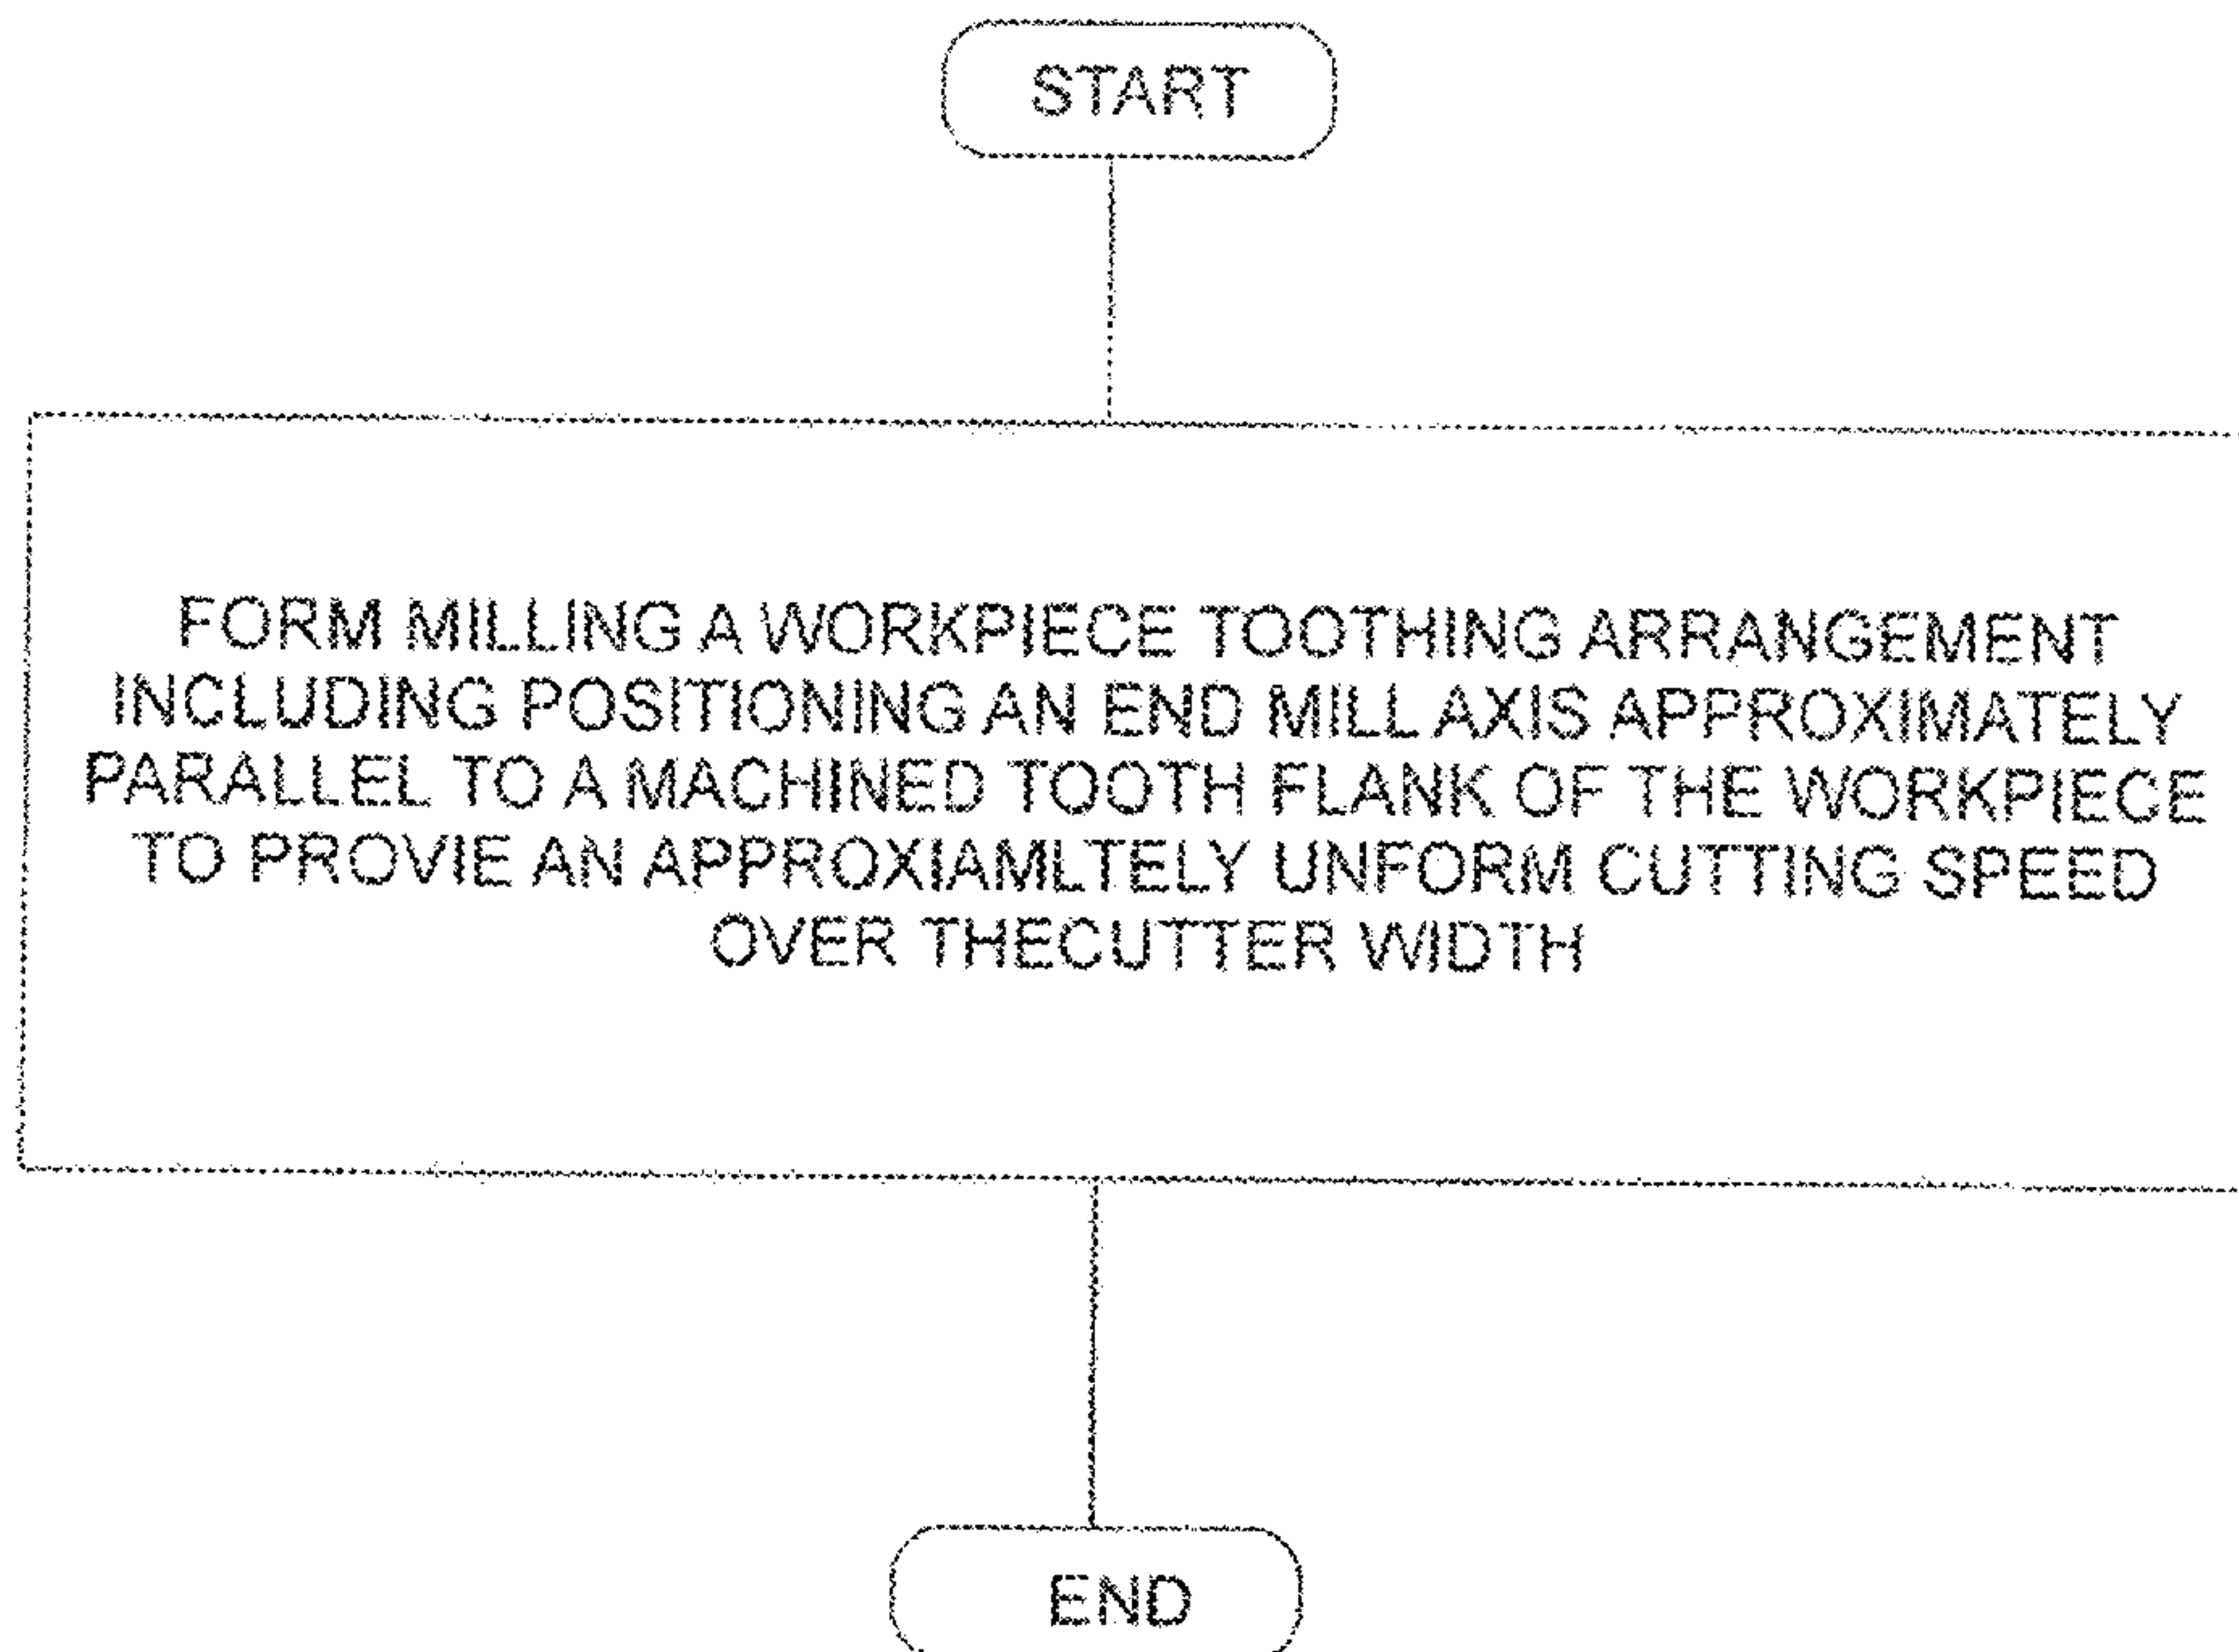 START
FORM MILLING A WORKPIECE TOOTHING ARRANGEMENT
INCLUDING POSITIONING AN END MILL AXIS APPROXIMATELY
PARALLEL TO A MACHINED TOOTH FLANK OF THE WORKPIECE
TO PROVIE AN APPROXIAMLTELY UNFORM CUTTING SPEED
OVER THECUTTER WIDTH
END